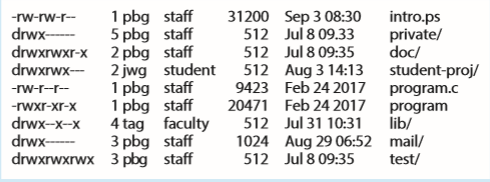 -rw-rw-r-- 1 pbg staff 31200 Sep 3 08:30 intro.ps
drwx------ 5 pbg staff 512 Jul 8 09.33 private/
drwxrwxr-x 2 pbg staff 512 Jul 8 09:35 doc/
drwxrwx--- 2 jwg student 512 Aug 3 14:13 student-proj/
-rw-r--r-- 1 pbg staff 9423 Feb 24 2017 program.c
-rwxr-xr-x 1 pbg staff 20471 Feb 24 2017 program
drwx--x--x 4 tag faculty 512 Jul 31 10:31 lib/
drwx------ 3 pbg staff 1024 Aug 29 06:52 mail/
drwxrwxrwx 3 pbg staff 512 Jul 8 09:35 test/